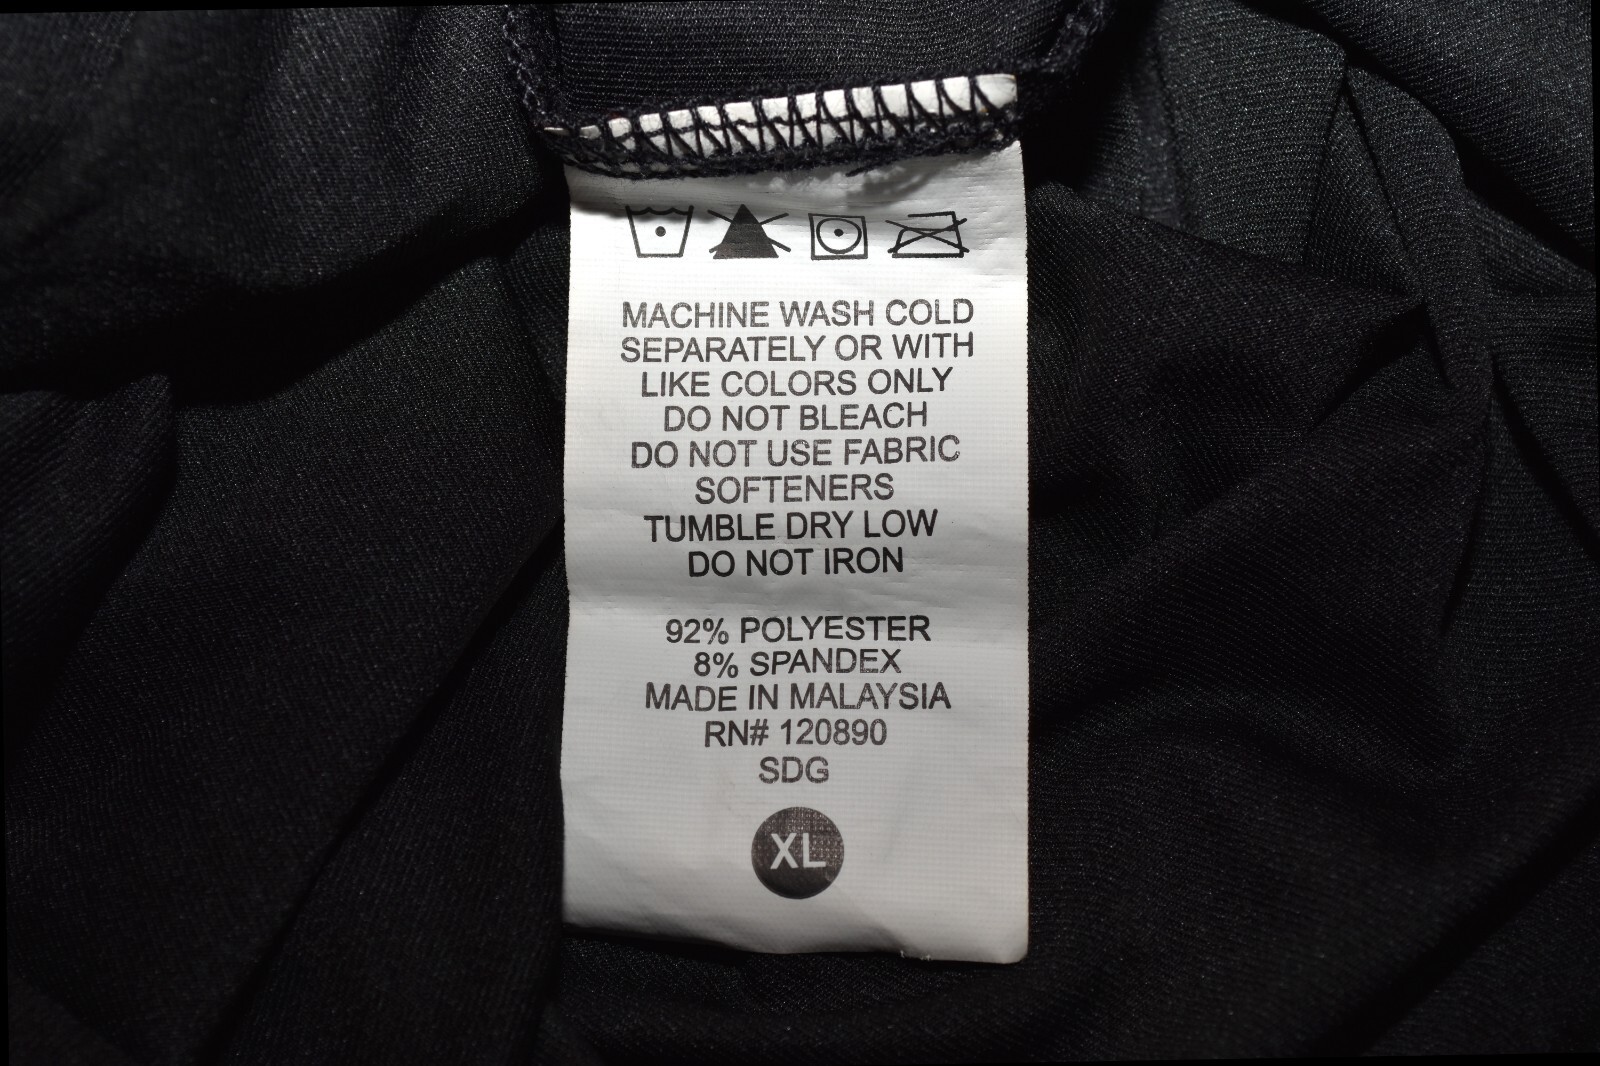 MACHINE WASH COLD
SEPARATELY OR WITH
LIKE COLORS ONLY
DO NOT BLEACH
DO NOT USE FABRIC
SOFTENERS
TUMBLE DRY LOW
DO NOT IRON
92% POLYESTER
8% SPANDEX
MADE IN MALAYSIA
RN# 120890
SDG
XL